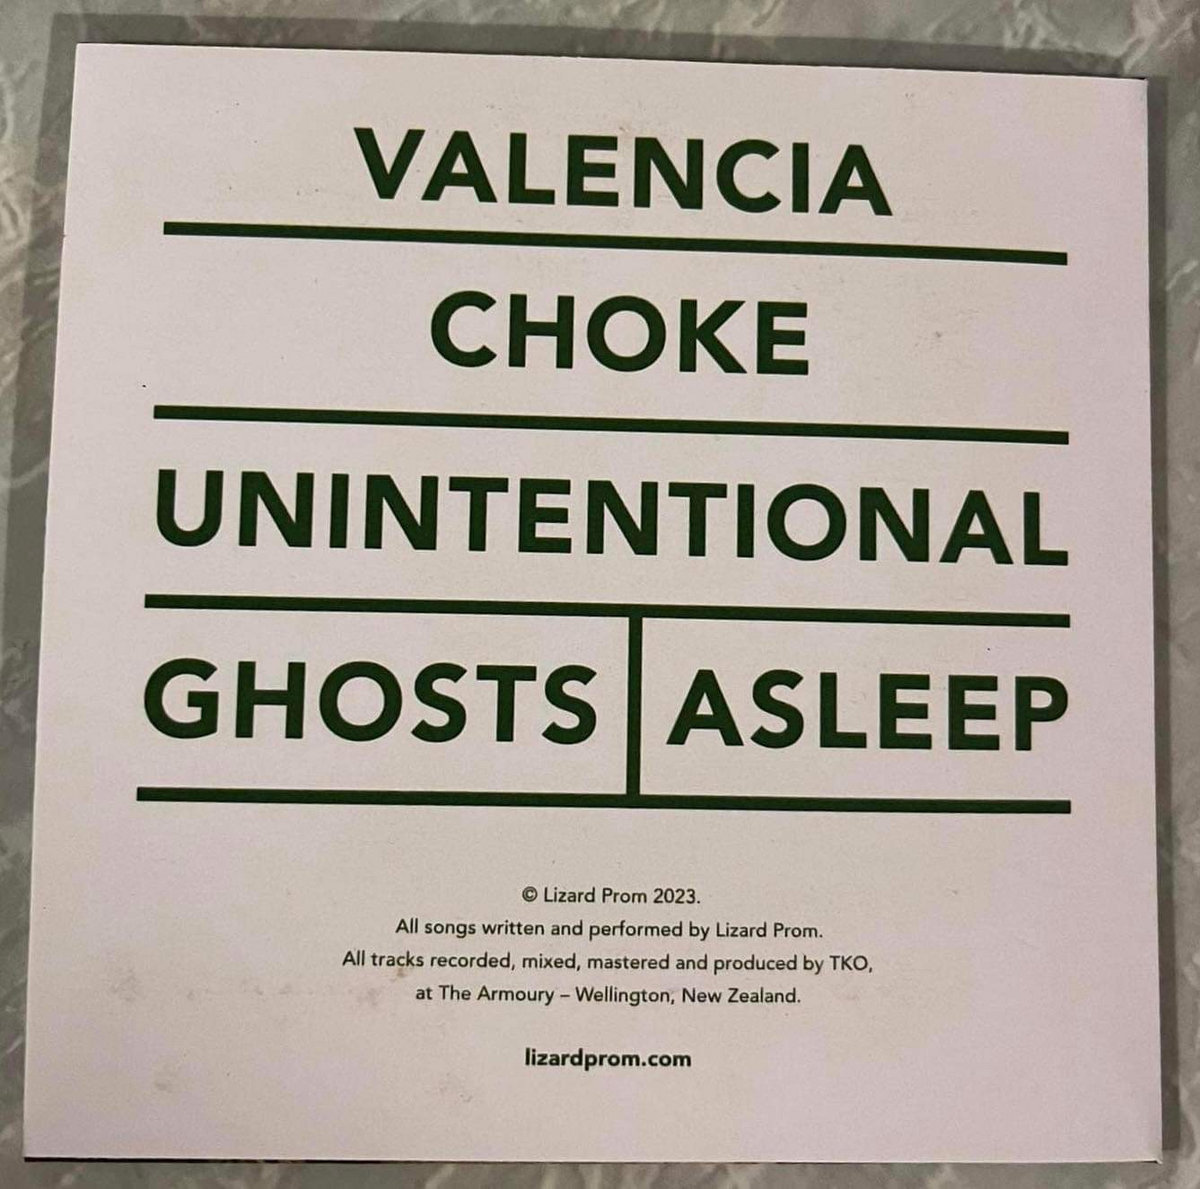 VALENCIA
CHOKE
UNINTENTIONAL
GHOSTS ASLEEP
© Lizard Prom 2023.
All songs written and performed by Lizard Prom.
All tracks recorded, mixed, mastered and produced by TKO,
at The Armoury – Wellington, New Zealand.
lizardprom.com